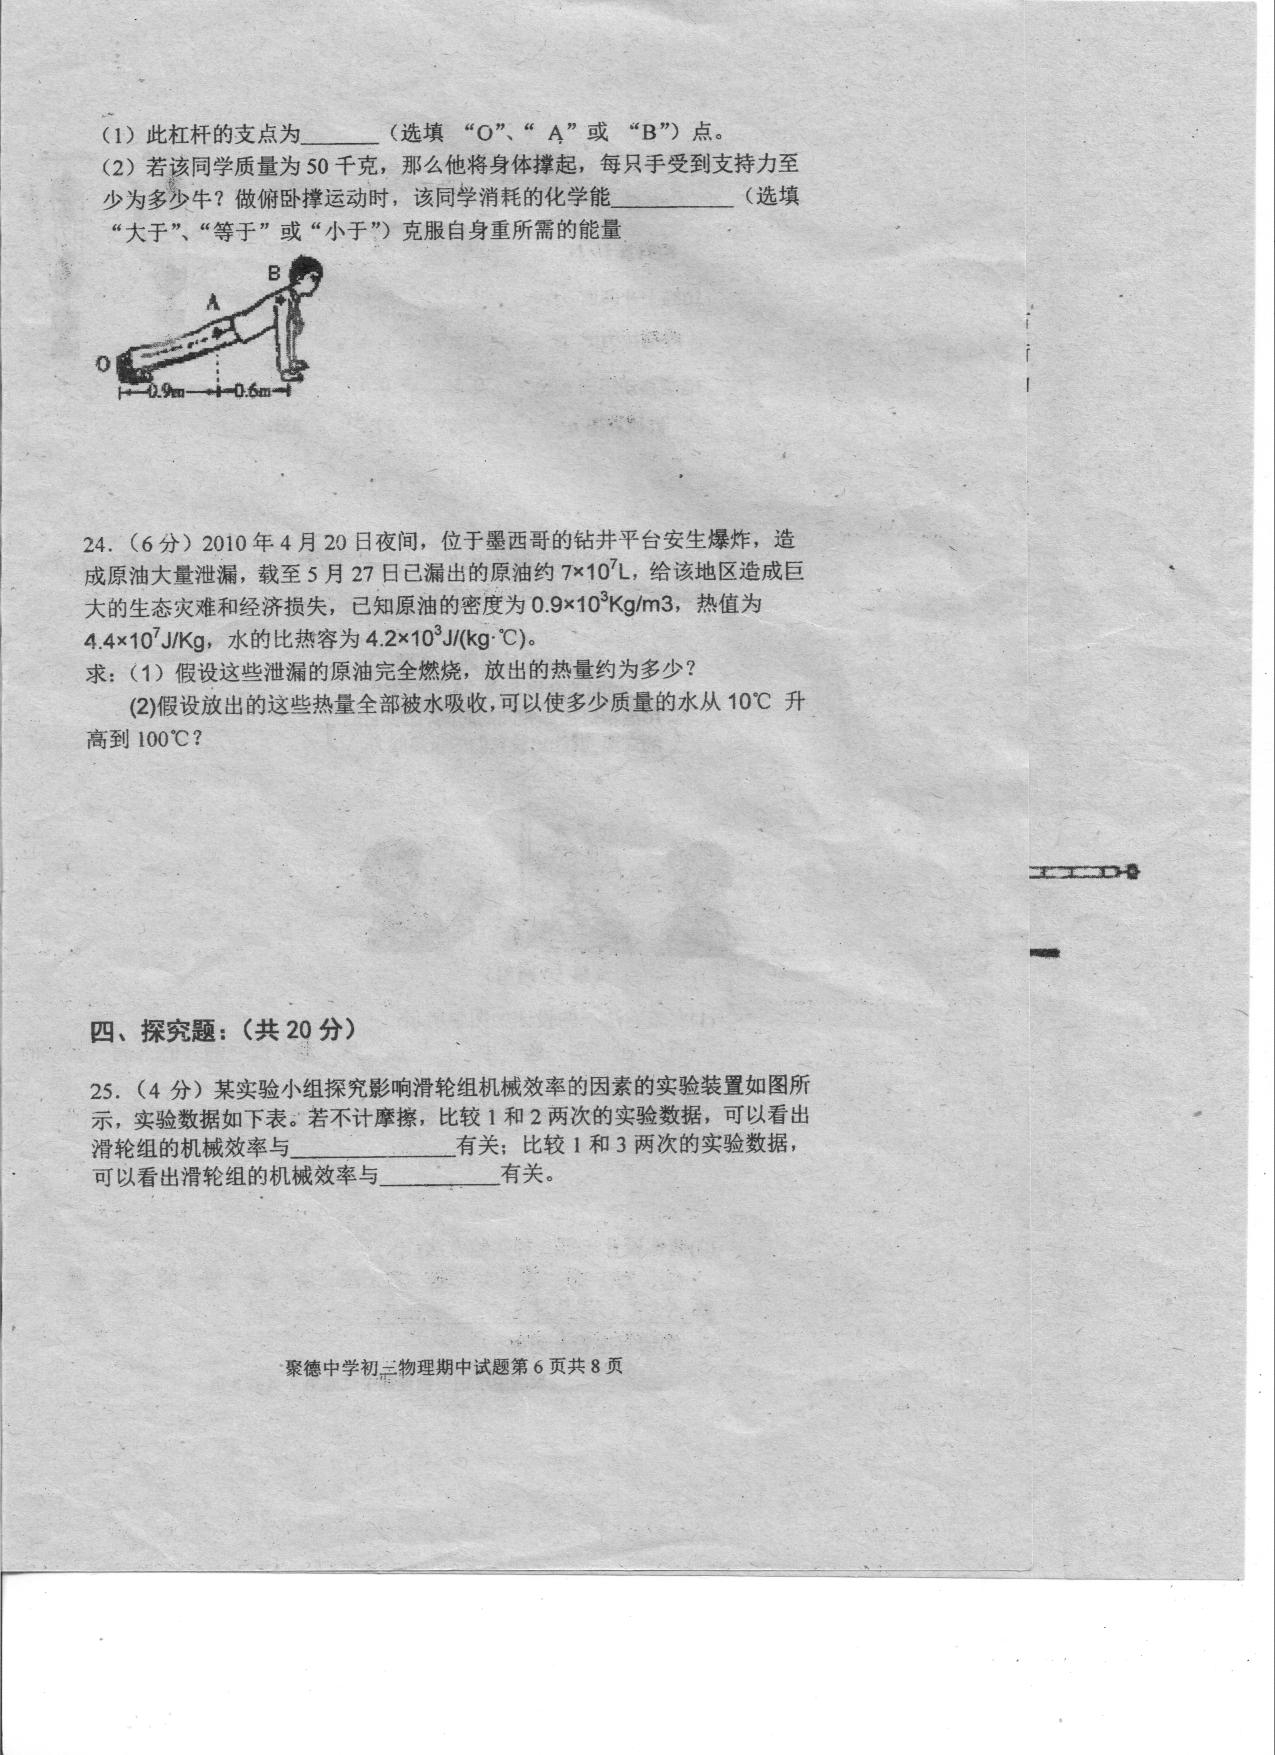 （1）此杠杆的支点为_______（选填 “O”、“ A”或 “B”）点。
（2）若该同学质量为50千克，那么他将身体撑起，每只手受到支持力至
少为多少牛？做俯卧撑运动时，该同学消耗的化学能___________（选填
“大于”、“等于”或“小于”）克服自身重所需的能量
B
A
O
0.9m
0.6m
24.（6分）2010年4月20日夜间，位于墨西哥的钻井平台安生爆炸，造
成原油大量泄漏，载至5月27日已漏出的原油约7×10⁷L，给该地区造成巨
大的生态灾难和经济损失，已知原油的密度为0.9×10³Kg/m3，热值为
4.4×10⁷J/Kg，水的比热容为4.2×10³J/(kg·℃)。
求：（1）假设这些泄漏的原油完全燃烧，放出的热量约为多少？
(2)假设放出的这些热量全部被水吸收,可以使多少质量的水从10℃ 升
高到100℃？
四、探究题：（共20分）
25.（4 分）某实验小组探究影响滑轮组机械效率的因素的实验装置如图所
示，实验数据如下表。若不计摩擦，比较1和2两次的实验数据，可以看出
滑轮组的机械效率与_______________有关；比较1和3两次的实验数据，
可以看出滑轮组的机械效率与___________有关。
聚德中学初三物理期中试题第6页共8页